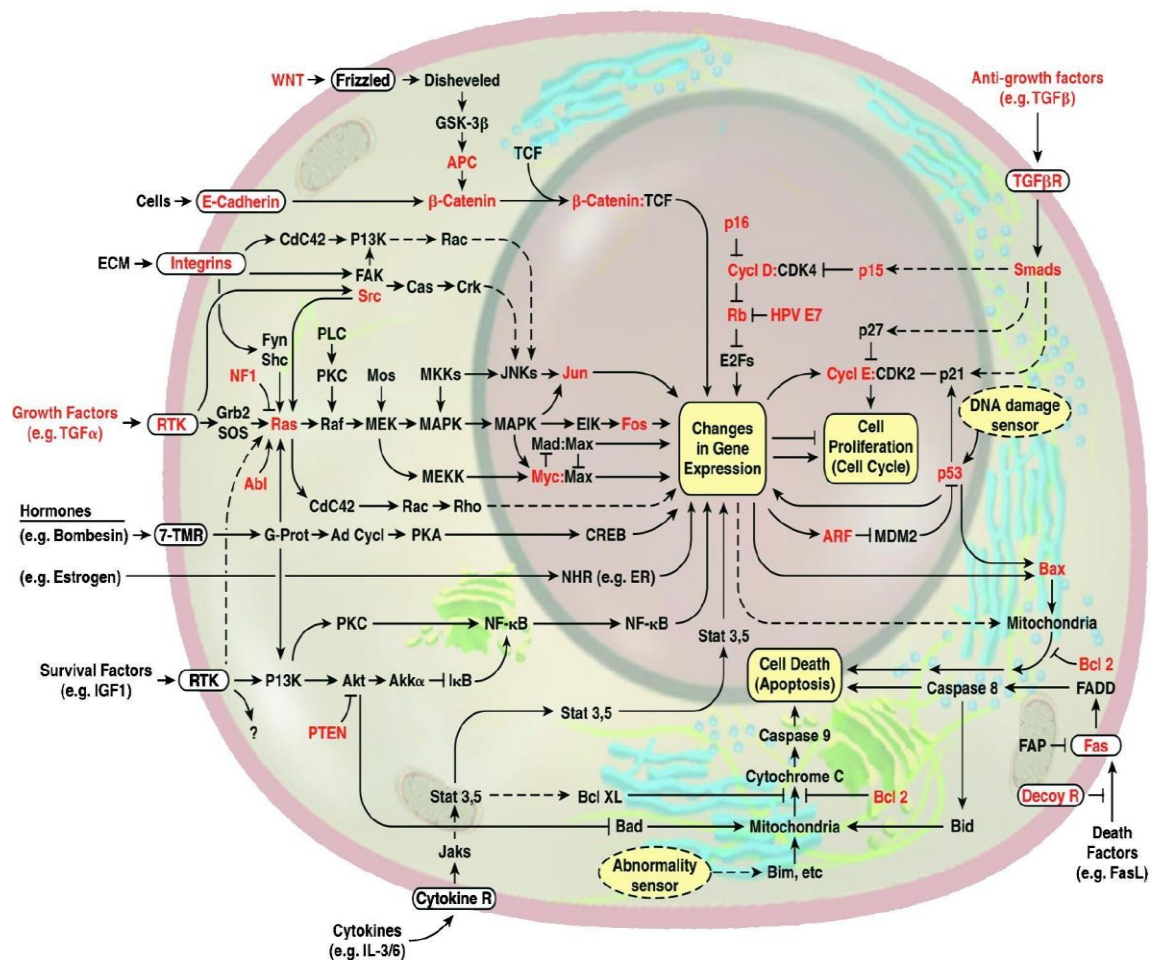 WNT
Frizzled
Disheveled
GSK-3β
APC
TCF
Cells
E-Cadherin
β-Catenin
β-Catenin:TCF
Anti-growth factors
(e.g. TGFβ)
TGFβR
Smads
p16
Cycl D:CDK4
p15
Rb
HPV E7
E2Fs
p27
Cycl E:CDK2
p21
DNA damage
sensor
ECM
Integrins
CdC42
P13K
Rac
FAK
Src
Cas
Crk
Fyn
Shc
PLC
PKC
NF1
Mos
MKKs
JNKs
Jun
Growth Factors
(e.g. TGFα)
RTK
Grb2
SOS
Ras
Raf
MEK
MAPK
MAPK
ElK
Fos
Mad:Max
Myc:Max
MEKK
Abl
CdC42
Rac
Rho
Changes
in Gene
Expression
Cell
Proliferation
(Cell Cycle)
p53
ARF
MDM2
Bax
Hormones
(e.g. Bombesin)
7-TMR
G-Prot
Ad Cycl
PKA
CREB
(e.g. Estrogen)
NHR (e.g. ER)
PKC
NF-κB
NF-κB
Stat 3,5
Mitochondria
Bcl 2
Survival Factors
(e.g. IGF1)
RTK
P13K
Akt
Akkα
IκB
?
PTEN
Stat 3,5
Cell Death
(Apoptosis)
Caspase 8
FADD
Caspase 9
FAP
Fas
Cytochrome C
Stat 3,5
Bcl XL
Bcl 2
Decoy R
Bad
Mitochondria
Bid
Death
Factors
(e.g. FasL)
Jaks
Abnormality
sensor
Bim, etc
Cytokine R
Cytokines
(e.g. IL-3/6)